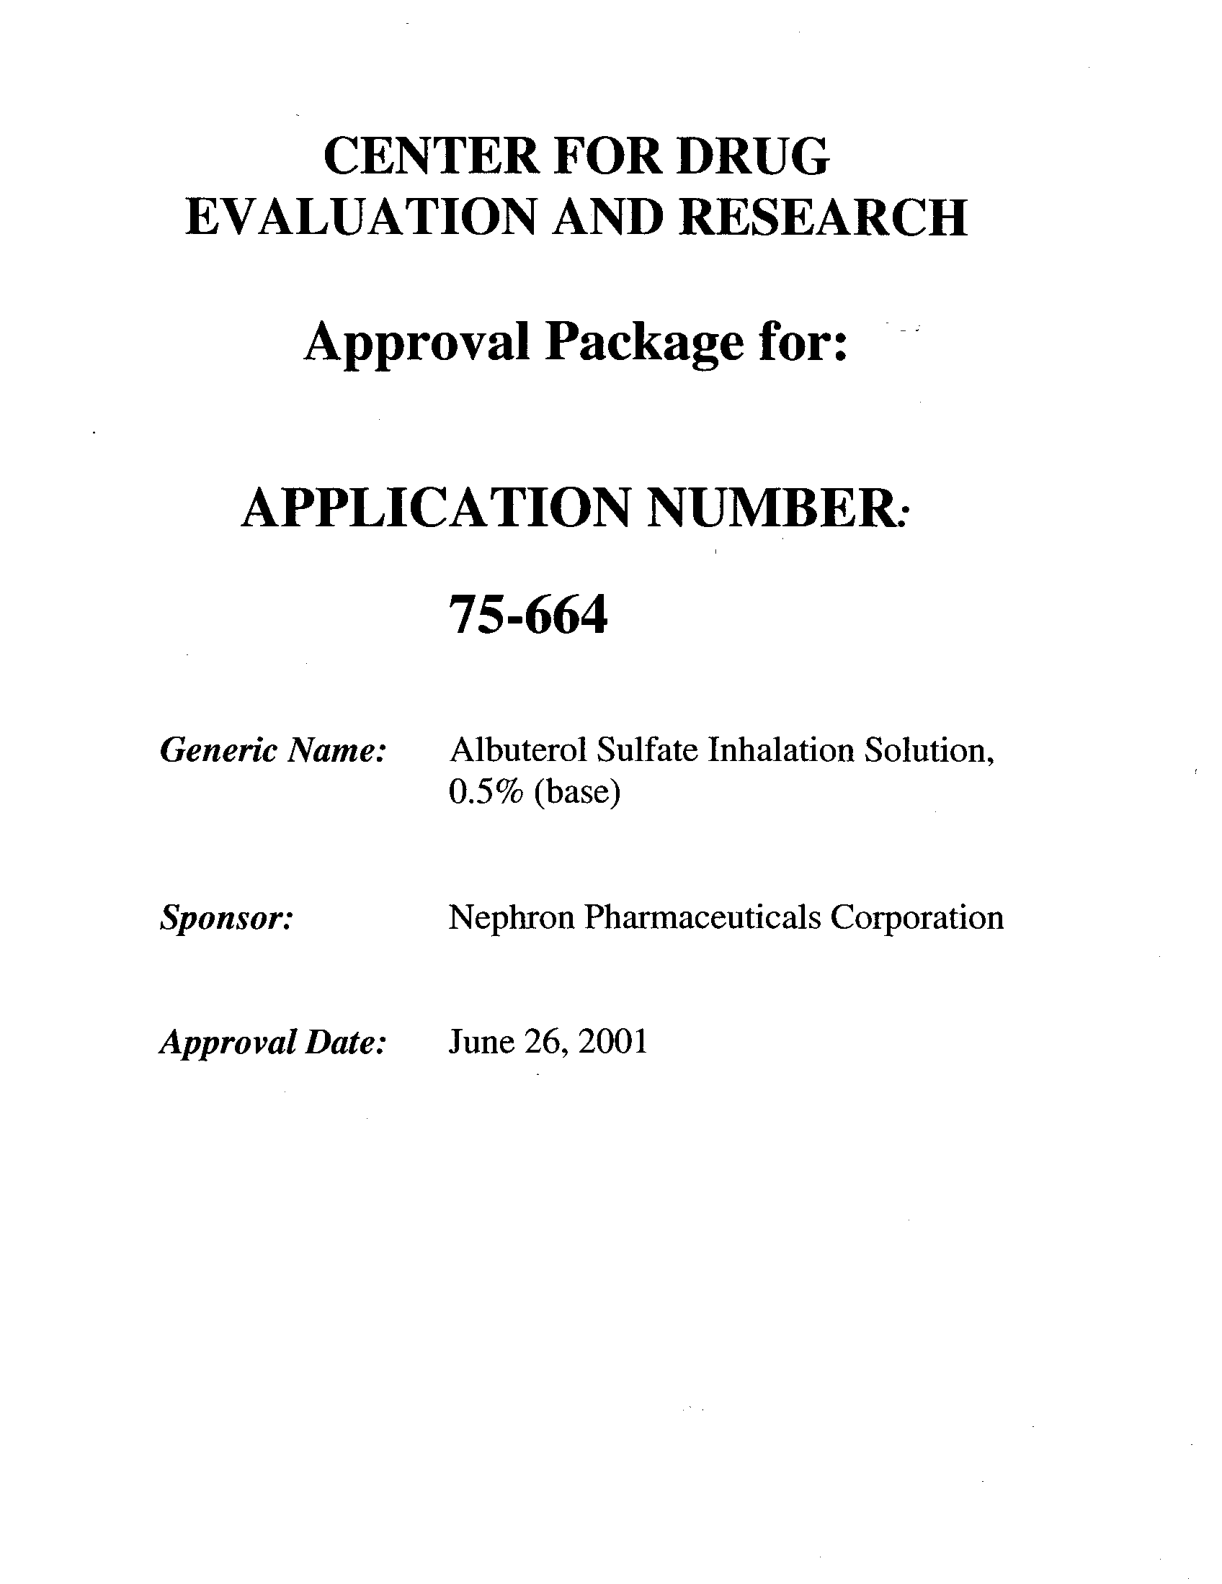 CENTER FOR DRUG
EVALUATION AND RESEARCH
Approval Package for:
APPLICATION NUMBER:
75-664
Generic Name: Albuterol Sulfate Inhalation Solution,
0.5% (base)
Sponsor: Nephron Pharmaceuticals Corporation
Approval Date: June 26, 2001